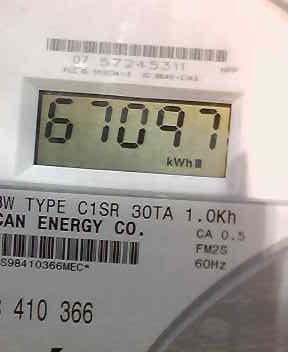 07 57245311
67097
kWh
3W TYPE C1SR 30TA 1.0Kh
CAN ENERGY CO.
CA 0.5
FM2S
S98410366MEC*
60Hz
410 366